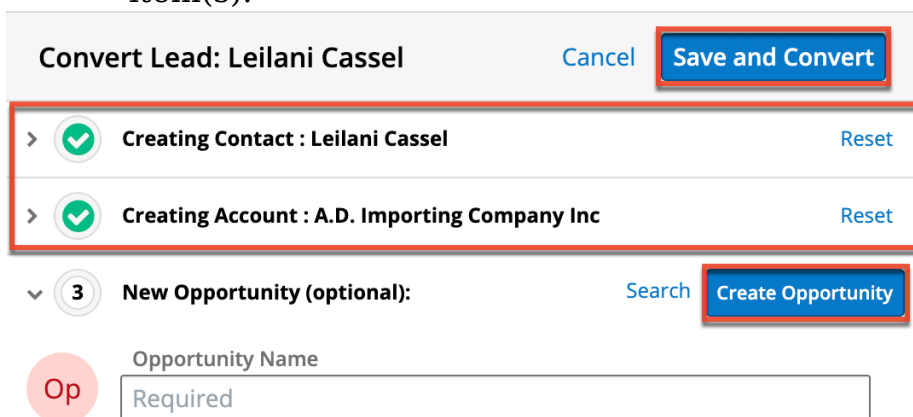 item(s).
Convert Lead: Leilani Cassel Cancel Save and Convert
Creating Contact : Leilani Cassel Reset
Creating Account : A.D. Importing Company Inc Reset
3 New Opportunity (optional): Search Create Opportunity
Opportunity Name
Op Required